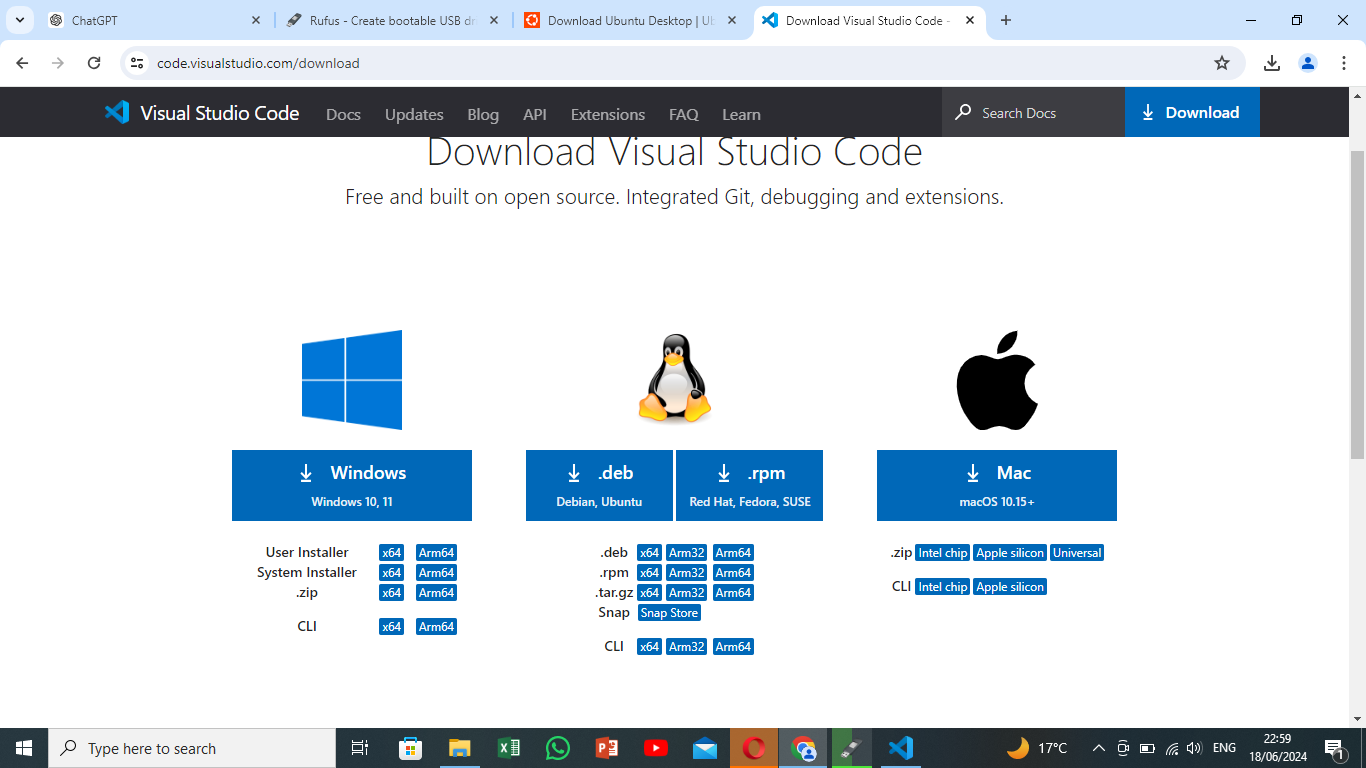 ChatGPT
Rufus - Create bootable USB dri
Download Ubuntu Desktop | Ub
Download Visual Studio Code -
code.visualstudio.com/download
Visual Studio Code
Docs
Updates
Blog
API
Extensions
FAQ
Learn
Search Docs
Download
Download Visual Studio Code
Free and built on open source. Integrated Git, debugging and extensions.
Windows
Windows 10, 11
User Installer x64 Arm64
System Installer x64 Arm64
.zip x64 Arm64
CLI x64 Arm64
.deb
Debian, Ubuntu
.rpm
Red Hat, Fedora, SUSE
.deb x64 Arm32 Arm64
.rpm x64 Arm32 Arm64
.tar.gz x64 Arm32 Arm64
Snap Snap Store
CLI x64 Arm32 Arm64
Mac
macOS 10.15+
.zip Intel chip Apple silicon Universal
CLI Intel chip Apple silicon
Type here to search
17°C
ENG
22:59
18/06/2024
1